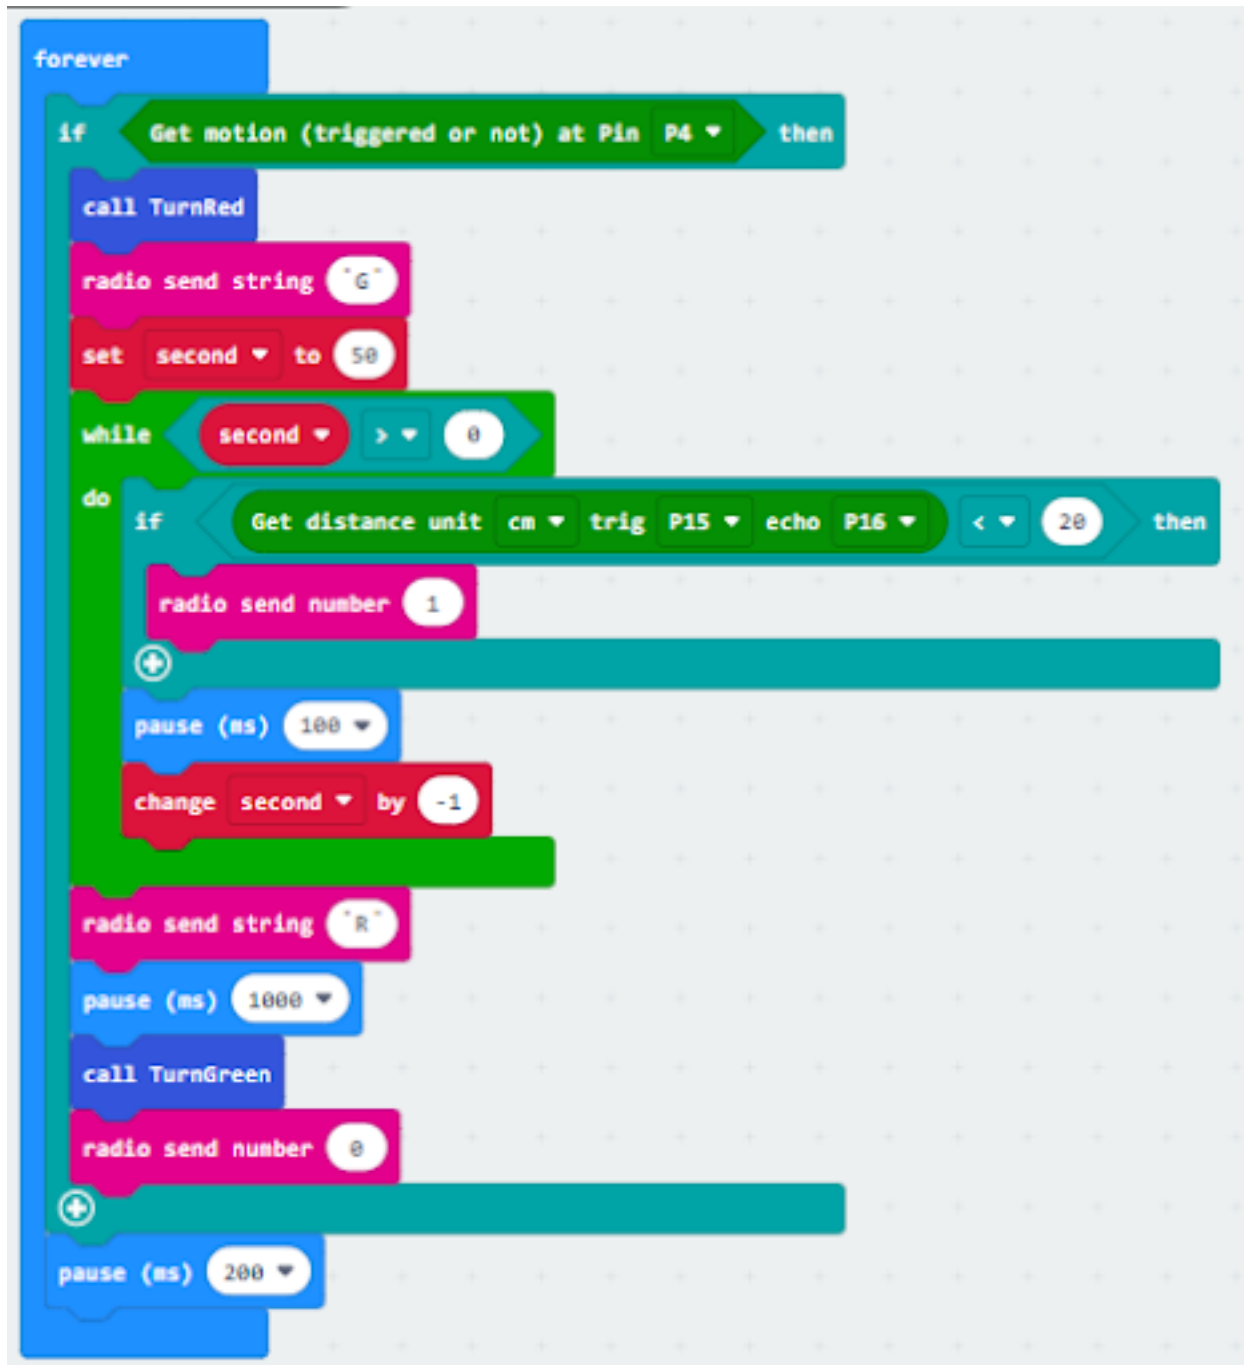 forever
if Get motion (triggered or not) at Pin P4 then
call TurnRed
radio send string "G"
set second to 50
while second > 0
do
if Get distance unit cm trig P15 echo P16 < 20 then
radio send number 1
pause (ms) 100
change second by -1
radio send string "R"
pause (ms) 1000
call TurnGreen
radio send number 0
pause (ms) 200